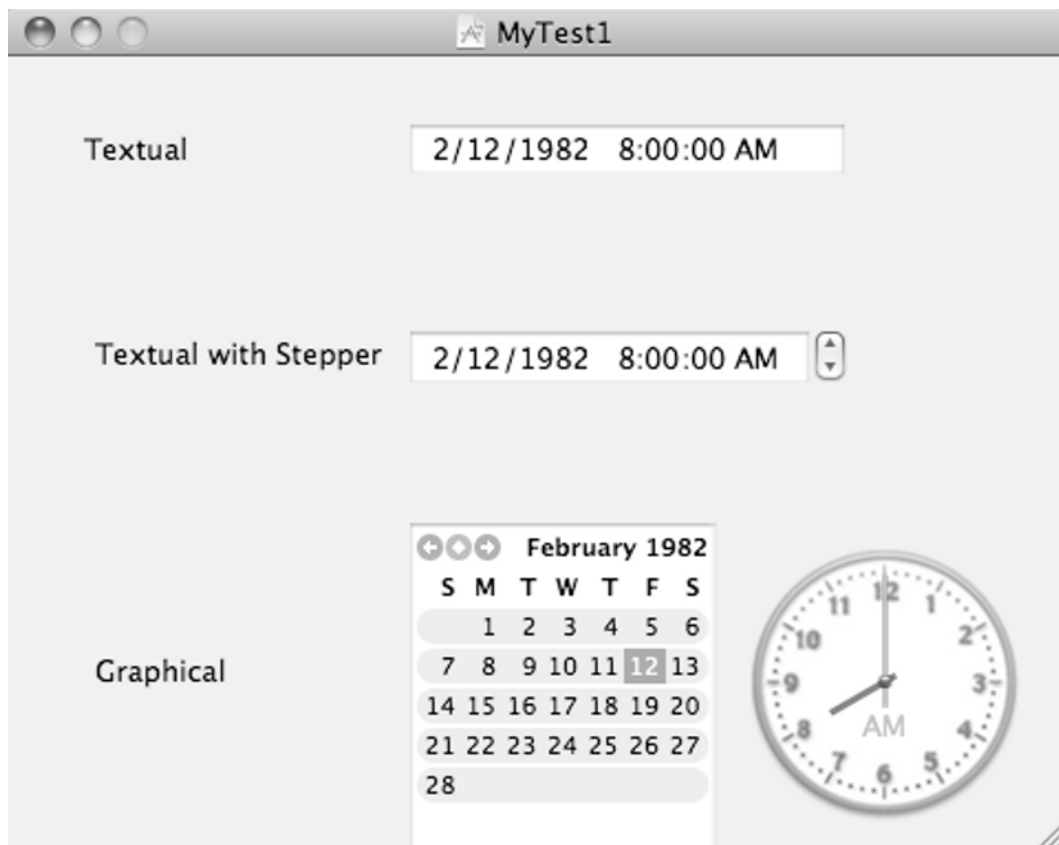 MyTest1
Textual
2/12/1982 8:00:00 AM
Textual with Stepper
2/12/1982 8:00:00 AM
Graphical
February 1982
S M T W T F S
1 2 3 4 5 6
7 8 9 10 11 12 13
14 15 16 17 18 19 20
21 22 23 24 25 26 27
28
12
1
2
3
4
5
6
7
8
9
10
11
AM